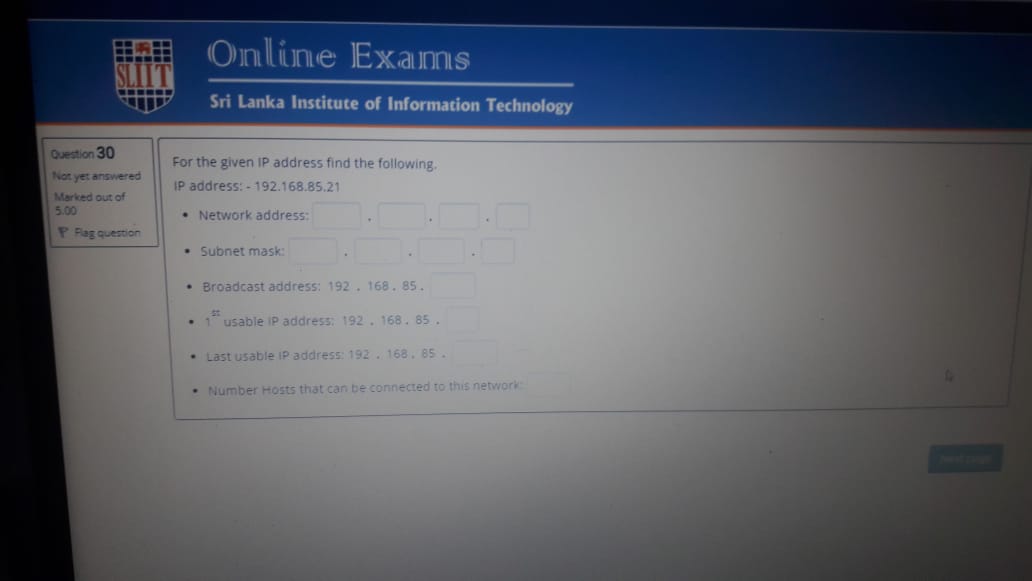 SLIIT
Online Exams
Sri Lanka Institute of Information Technology
Question 30
Not yet answered
Marked out of
5.00
Flag question
For the given IP address find the following.
IP address: - 192.168.85.21
• Network address: . . .
• Subnet mask: . . .
• Broadcast address: 192 . 168 . 85 .
• 1st usable IP address: 192 . 168 . 85 .
• Last usable IP address: 192 . 168 . 85 .
• Number Hosts that can be connected to this network:
Next page